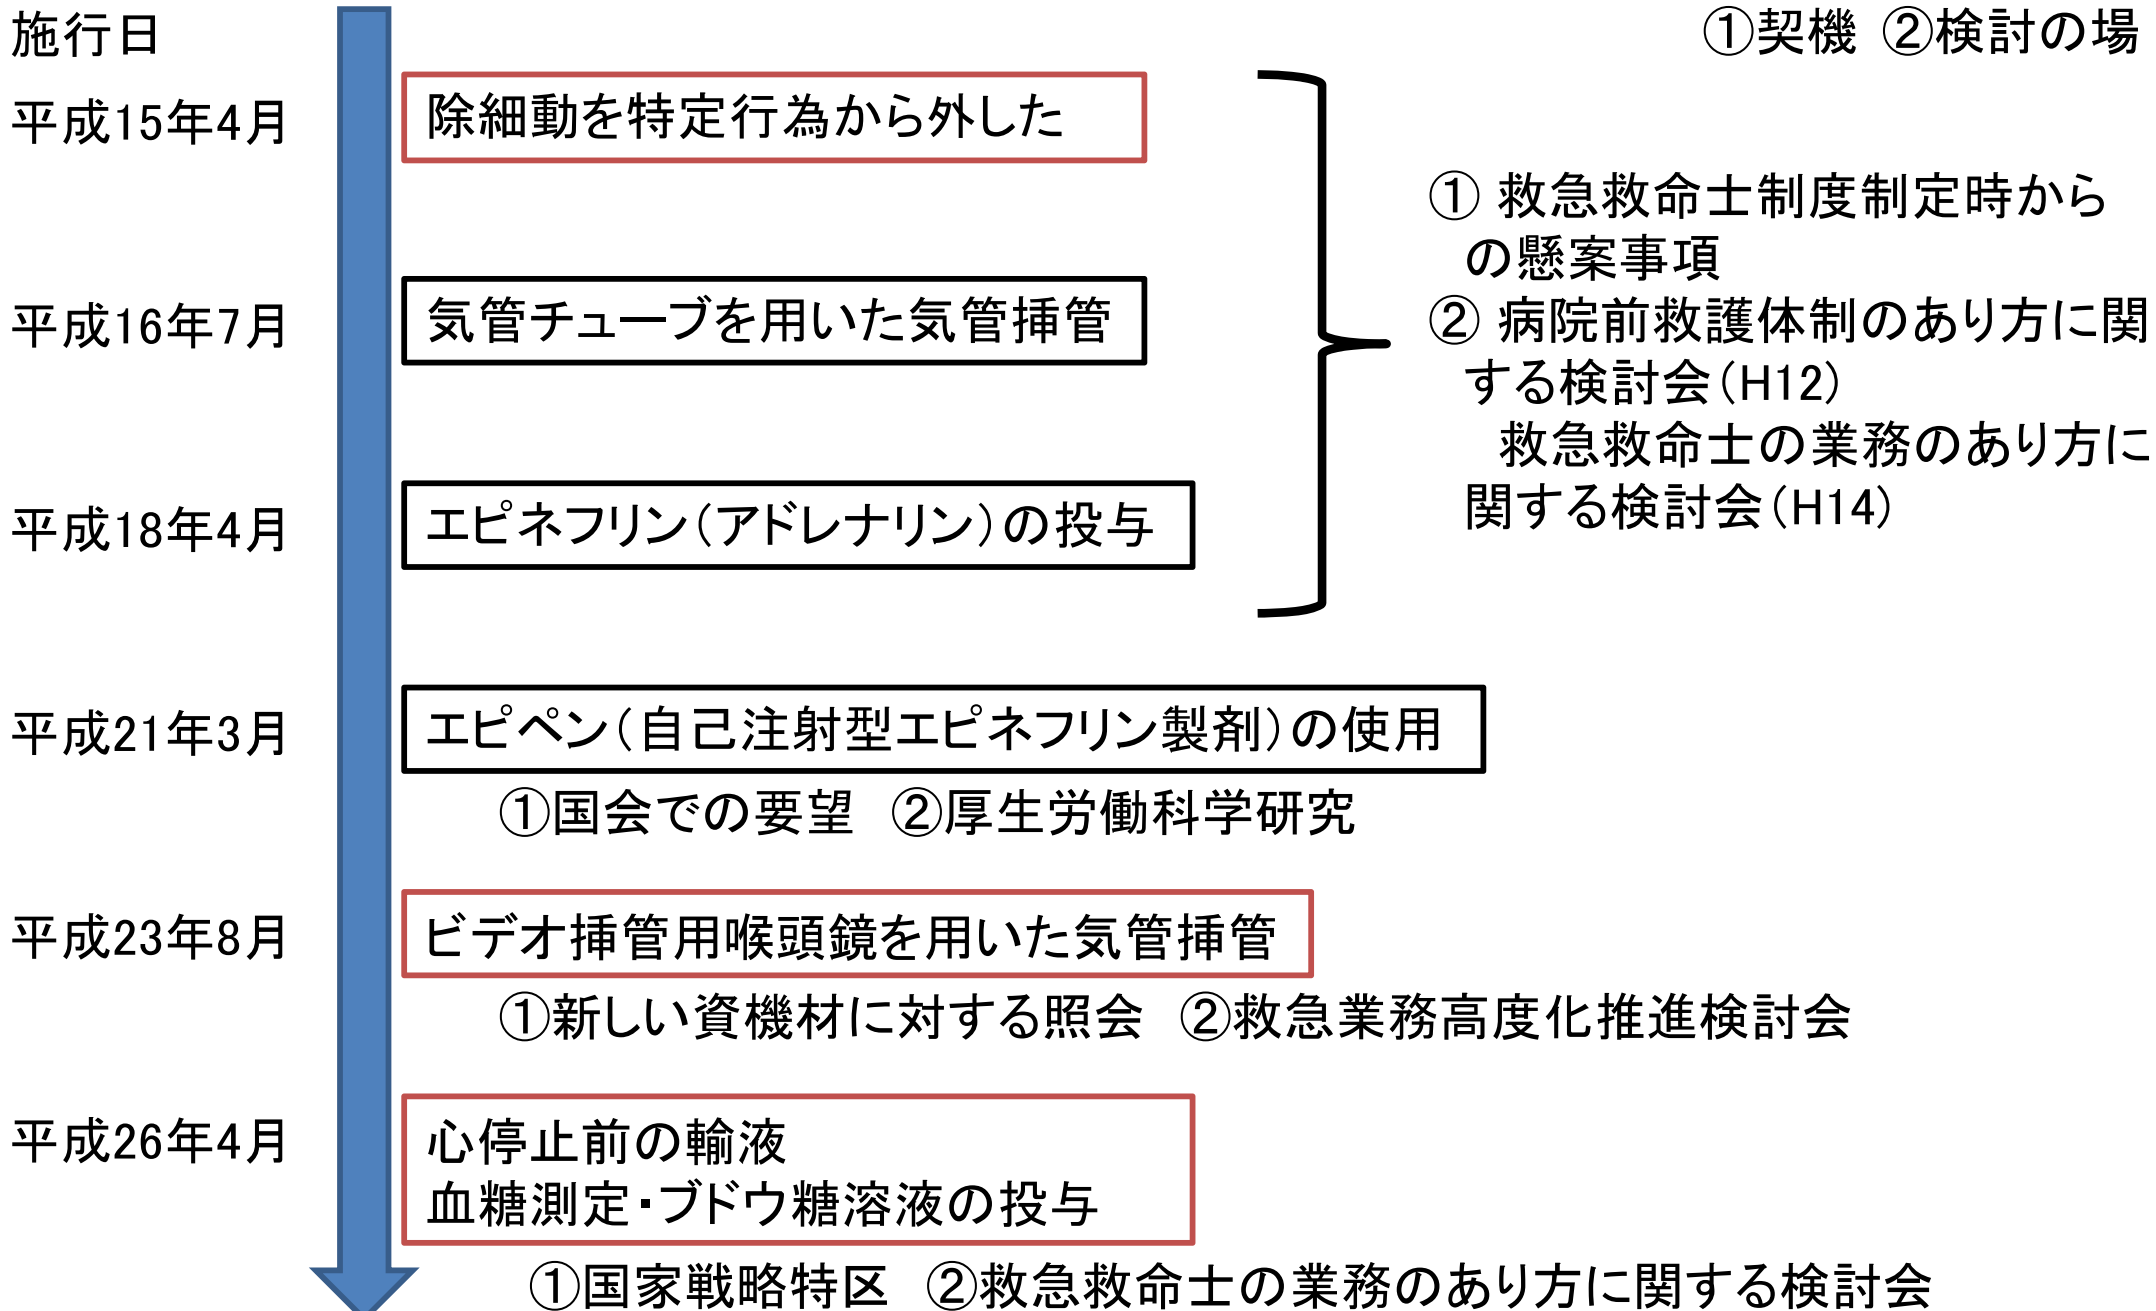 施行日
①契機 ②検討の場
平成15年4月
除細動を特定行為から外した
平成16年7月
気管チューブを用いた気管挿管
平成18年4月
エピネフリン(アドレナリン)の投与
① 救急救命士制度制定時から
の懸案事項
② 病院前救護体制のあり方に関
する検討会(H12)
救急救命士の業務のあり方に
関する検討会(H14)
平成21年3月
エピペン(自己注射型エピネフリン製剤)の使用
①国会での要望 ②厚生労働科学研究
平成23年8月
ビデオ挿管用喉頭鏡を用いた気管挿管
①新しい資機材に対する照会 ②救急業務高度化推進検討会
平成26年4月
心停止前の輸液
血糖測定・ブドウ糖溶液の投与
①国家戦略特区 ②救急救命士の業務のあり方に関する検討会